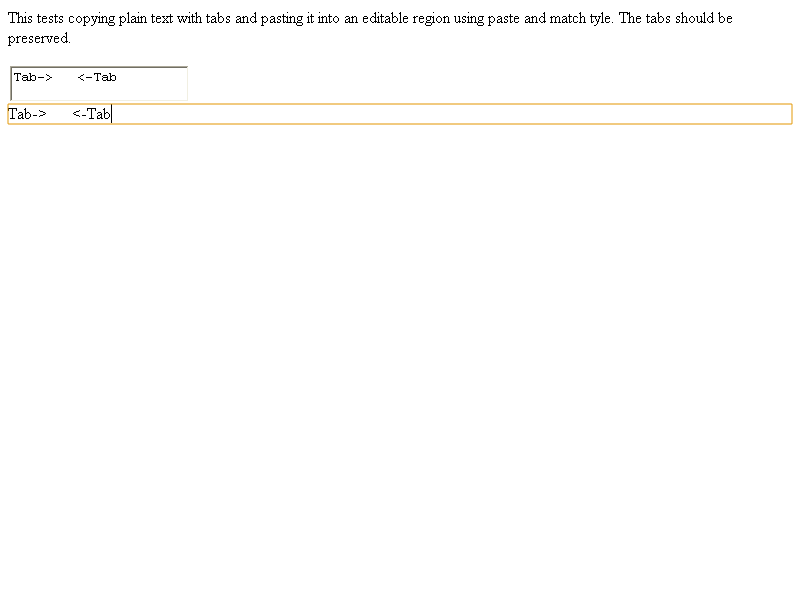 This tests copying plain text with tabs and pasting it into an editable region using paste and match tyle. The tabs should be
preserved.
Tab->	<-Tab
Tab->	<-Tab